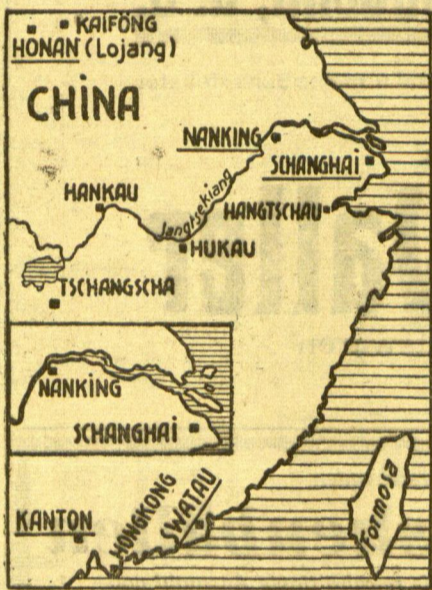 KAIFÖNG
HONAN (Lojang)
CHINA
NANKING
SCHANGHAI
HANKAU
Jangtsekiang
HANGTSCHAU
HUKAU
TSCHANGSCHA
NANKING
SCHANGHAI
KANTON
HONGKONG
SWATAU
Formosa